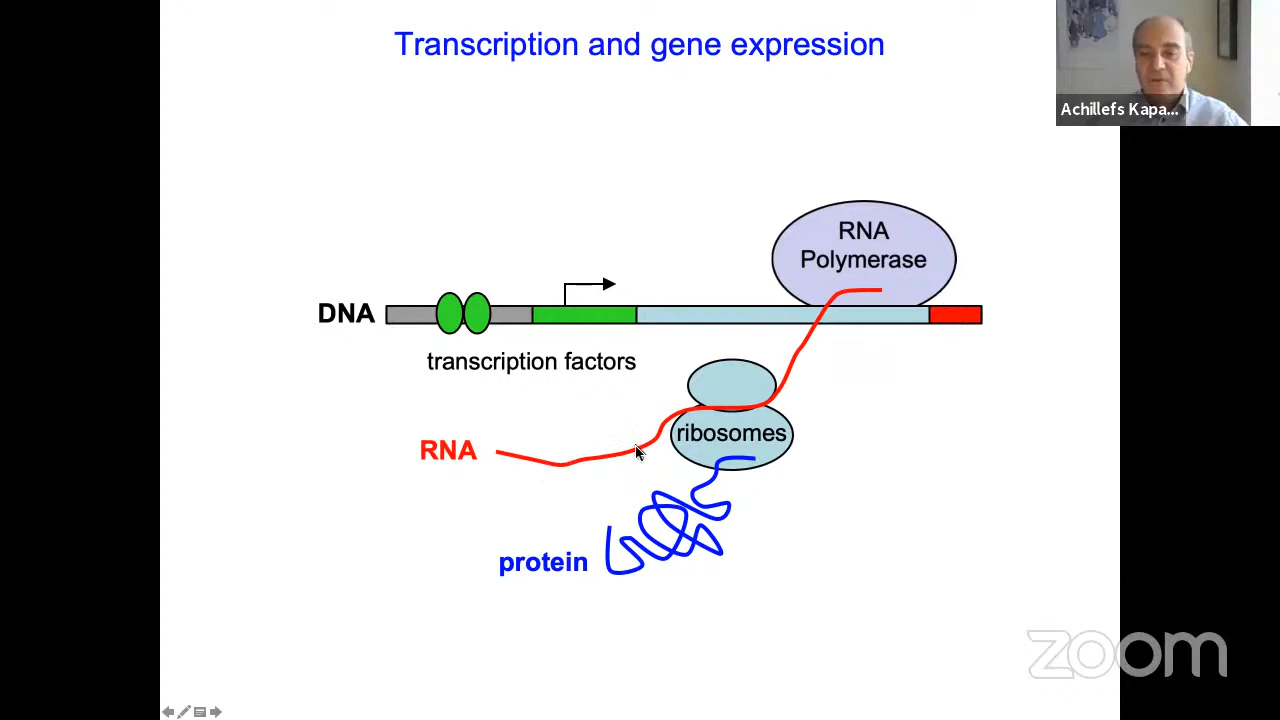 Transcription and gene expression
Achillefs Kapa...
RNA
Polymerase
DNA
transcription factors
ribosomes
RNA
protein
zoom